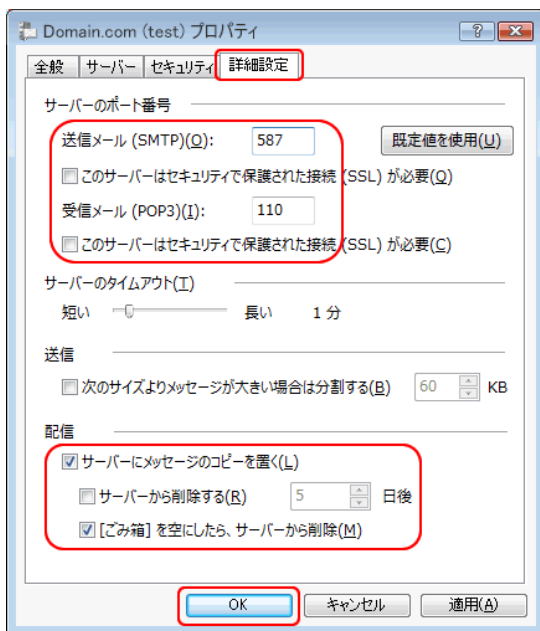 Domain.com (test) プロパティ
全般 サーバー セキュリティ 詳細設定
サーバーのポート番号
送信メール (SMTP)(O): 587 既定値を使用(U)
このサーバーはセキュリティで保護された接続 (SSL) が必要(Q)
受信メール (POP3)(I): 110
このサーバーはセキュリティで保護された接続 (SSL) が必要(C)
サーバーのタイムアウト(T)
短い 長い 1 分
送信
次のサイズよりメッセージが大きい場合は分割する(B) 60 KB
配信
サーバーにメッセージのコピーを置く(L)
サーバーから削除する(R) 5 日後
[ごみ箱] を空にしたら、サーバーから削除(M)
OK キャンセル 適用(A)